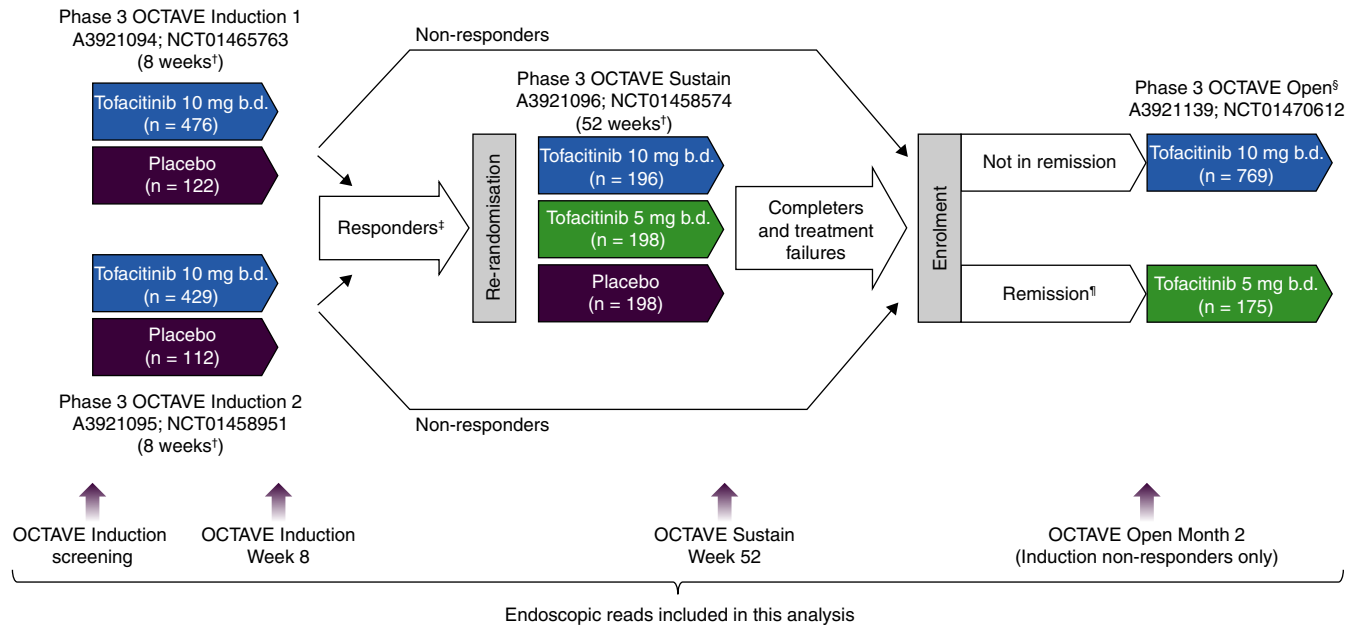 Phase 3 OCTAVE Induction 1
A3921094; NCT01465763
(8 weeks†)
Tofacitinib 10 mg b.d.
(n = 476)
Placebo
(n = 122)
Tofacitinib 10 mg b.d.
(n = 429)
Placebo
(n = 112)
Phase 3 OCTAVE Induction 2
A3921095; NCT01458951
(8 weeks†)
Non-responders
Responders‡
Non-responders
Re-randomisation
Phase 3 OCTAVE Sustain
A3921096; NCT01458574
(52 weeks†)
Tofacitinib 10 mg b.d.
(n = 196)
Tofacitinib 5 mg b.d.
(n = 198)
Placebo
(n = 198)
Completers
and treatment
failures
Enrolment
Not in remission
Remission¶
Phase 3 OCTAVE Open§
A3921139; NCT01470612
Tofacitinib 10 mg b.d.
(n = 769)
Tofacitinib 5 mg b.d.
(n = 175)
OCTAVE Induction
screening
OCTAVE Induction
Week 8
OCTAVE Sustain
Week 52
OCTAVE Open Month 2
(Induction non-responders only)
Endoscopic reads included in this analysis